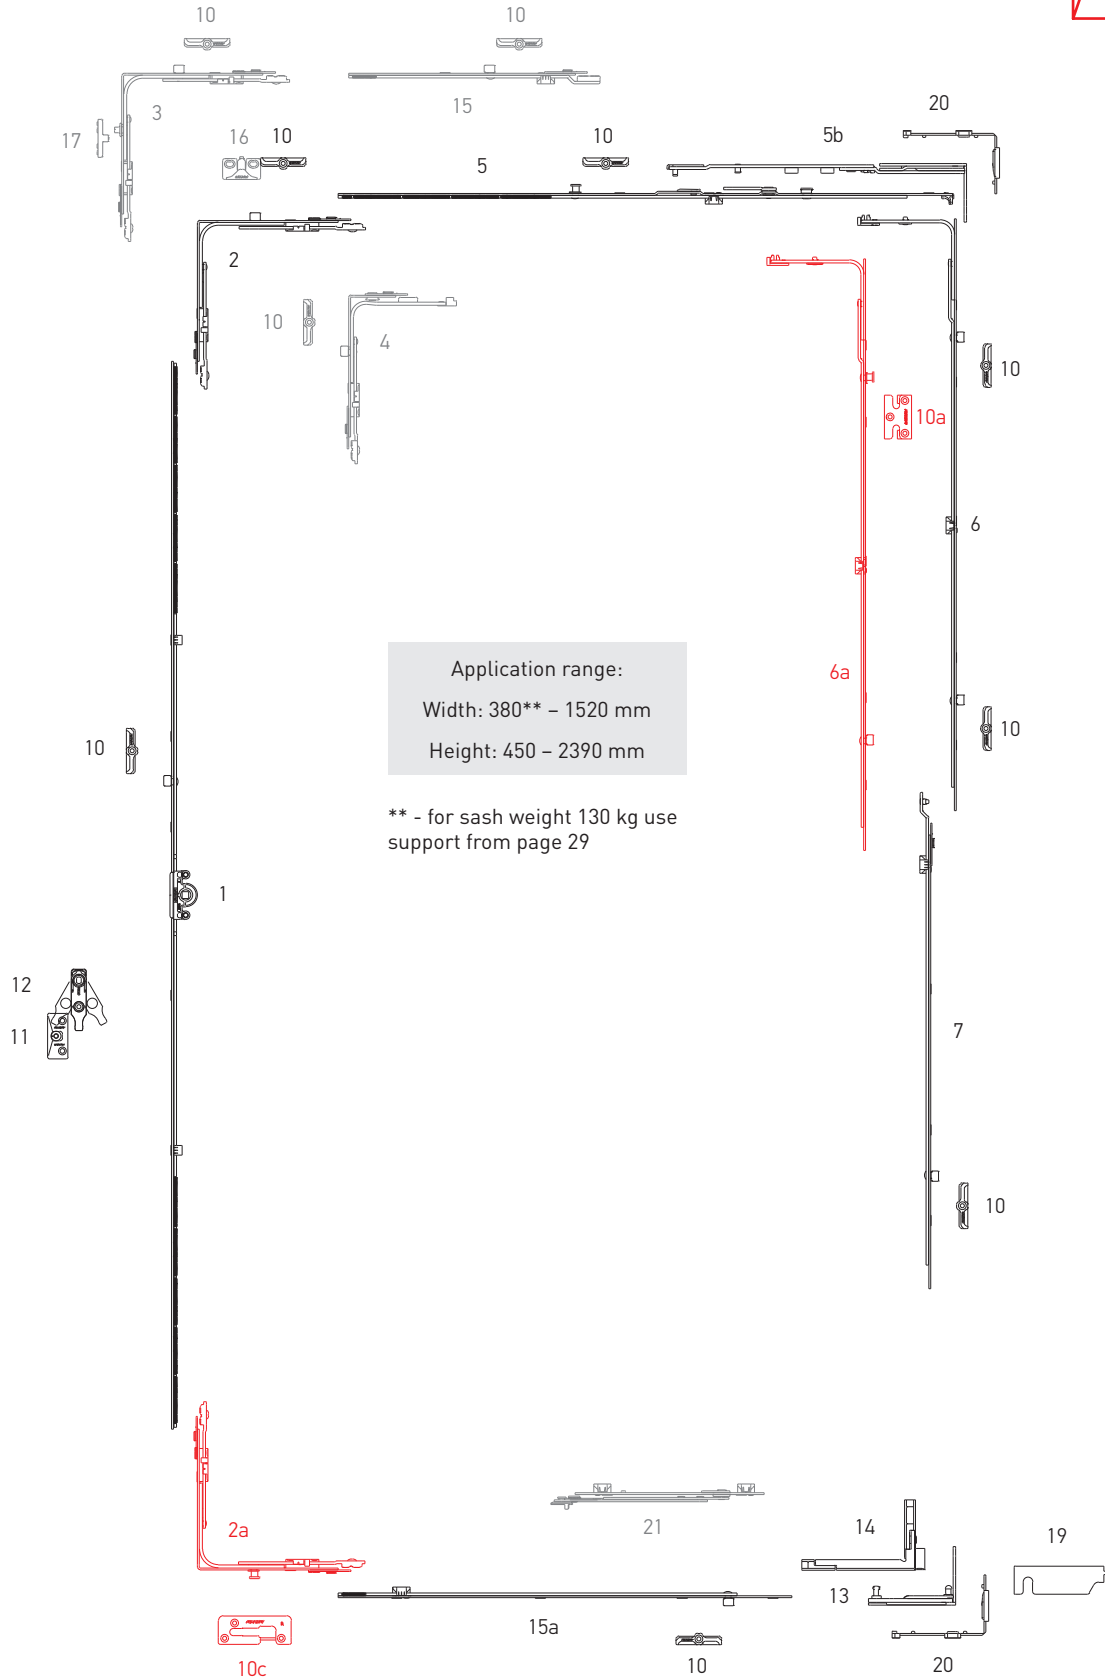 10
10
3
15
20
17
16
10
10
5b
5
2
10
4
10
10a
6
Application range:
6a
Width: 380** – 1520 mm
10
10
Height: 450 – 2390 mm
** - for sash weight 130 kg use
support from page 29
1
12
11
7
10
2a
21
14
19
13
15a
10c
10
20